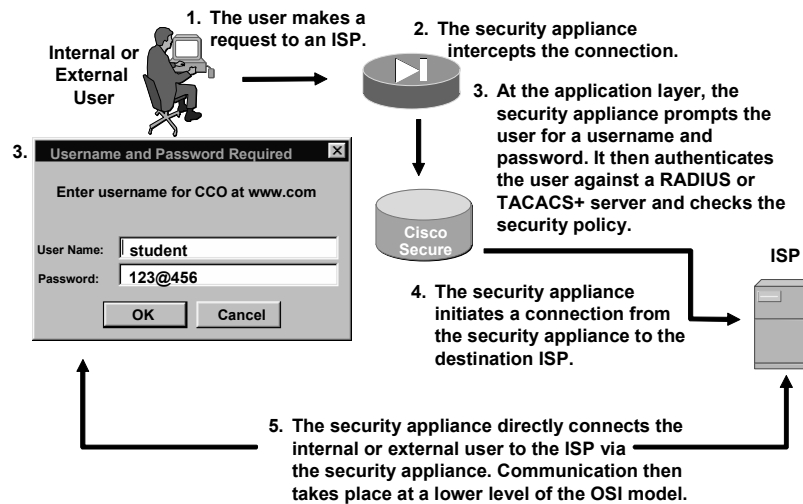 1. The user makes a
request to an ISP.
Internal or
External
User
2. The security appliance
intercepts the connection.
3. At the application layer, the
security appliance prompts the
user for a username and
password. It then authenticates
the user against a RADIUS or
TACACS+ server and checks the
security policy.
3.
Username and Password Required
Enter username for CCO at www.com
User Name: student
Password: 123@456
OK Cancel
Cisco
Secure
ISP
4. The security appliance
initiates a connection from
the security appliance to the
destination ISP.
5. The security appliance directly connects the
internal or external user to the ISP via
the security appliance. Communication then
takes place at a lower level of the OSI model.